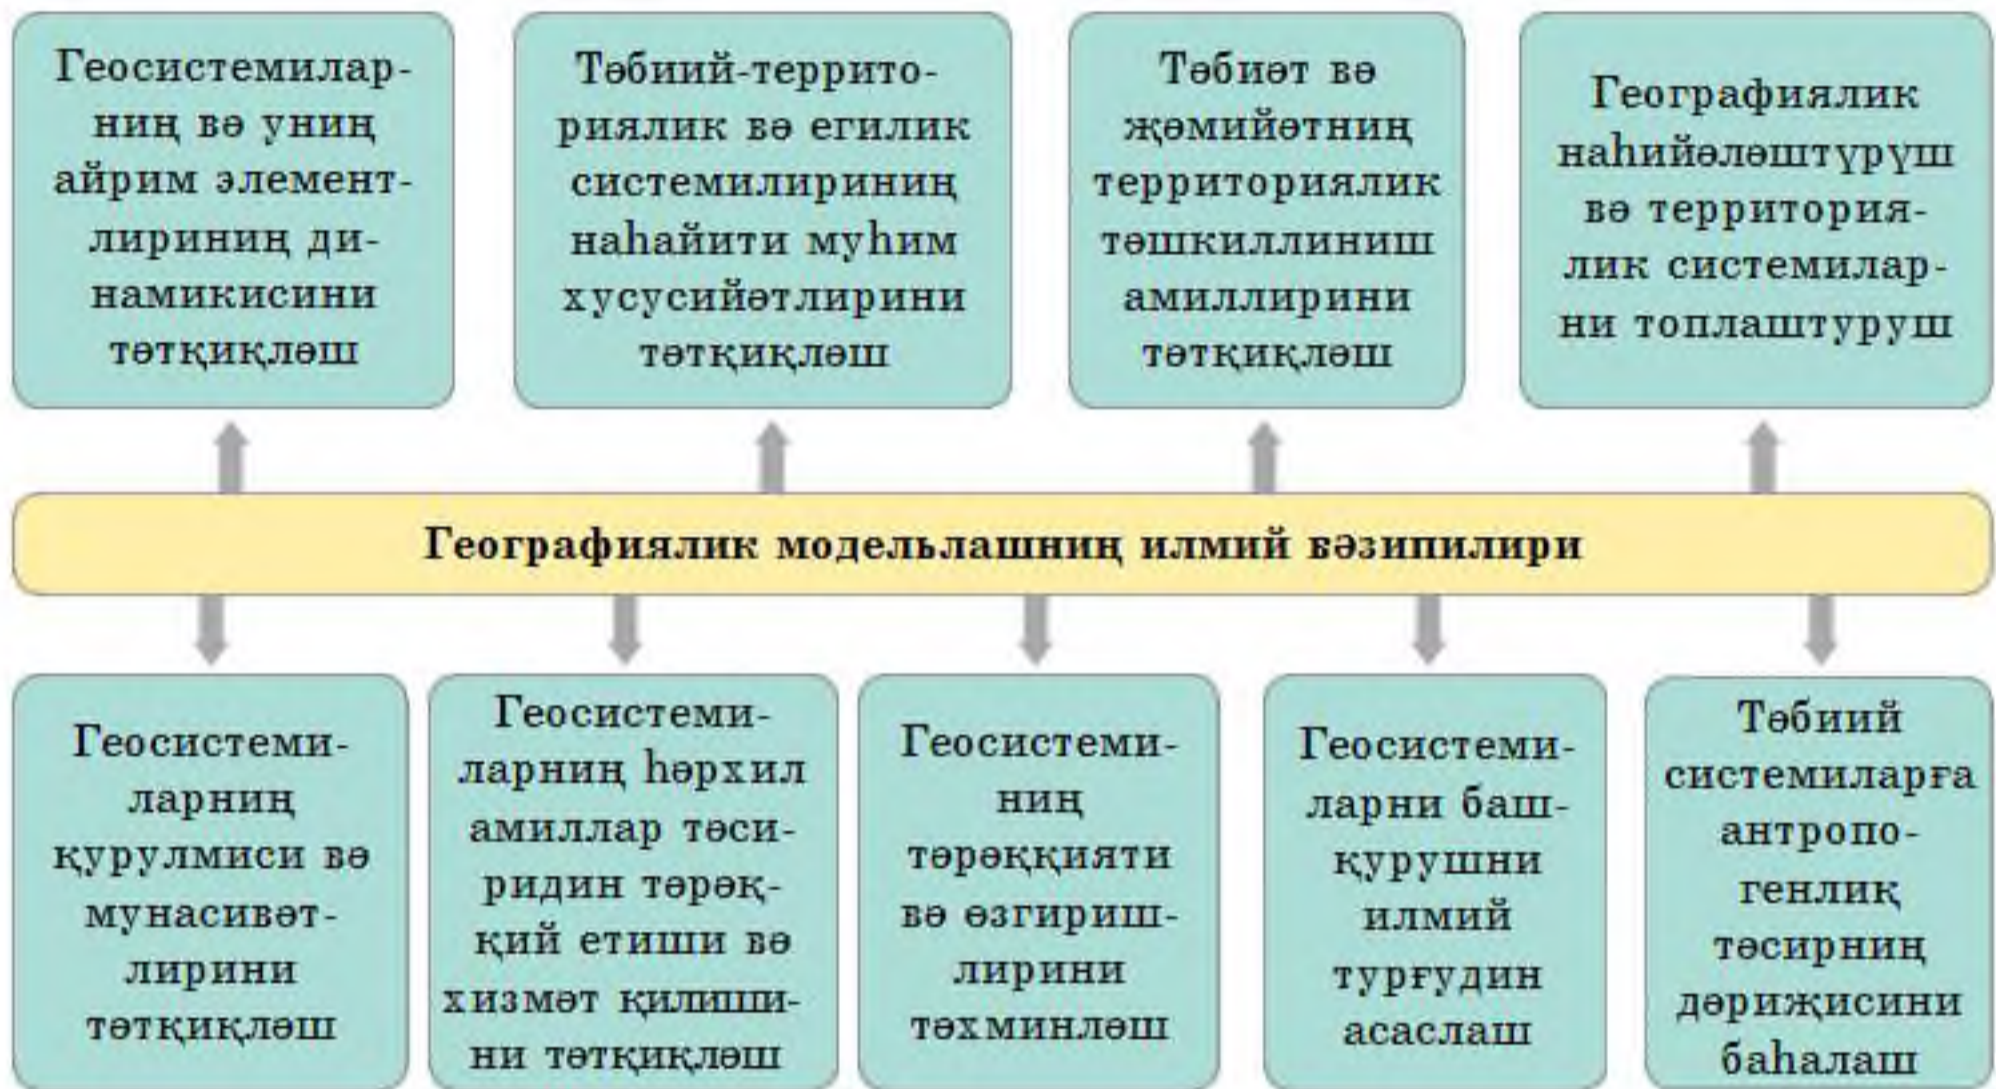 Геосистемилар-
ниң вә униң
айрим элемент-
лириниң ди-
намикисини
тәтқиқләш
Тәбиий-террито-
риялик вә егилик
системилириниң
наһайити муһим
хусусийәтлирини
тәтқиқләш
Тәбиәт вә
җәмийәтниң
территориялик
тәшкиллиниш
амиллирини
тәтқиқләш
Географиялик
наһийәләштүрүш
вә территория-
лик системилар-
ни топлаштуруш
Географиялик модельлашниң илмий вәзипилири
Геосистеми-
ларниң
қурулмиси вә
мунасивәт-
лирини
тәтқиқләш
Геосистеми-
ларниң һәрхил
амиллар тәси-
ридин тәрәқ-
қий етиши вә
хизмәт қилиши-
ни тәтқиқләш
Геосистеми-
ниң
тәрәққияти
вә өзгириш-
лирини
тәхминләш
Геосистеми-
ларни баш-
қурушни
илмий
турғудин
асаслаш
Тәбиий
системиларға
антропо-
генлиқ
тәсирниң
дәриҗисини
баһалаш